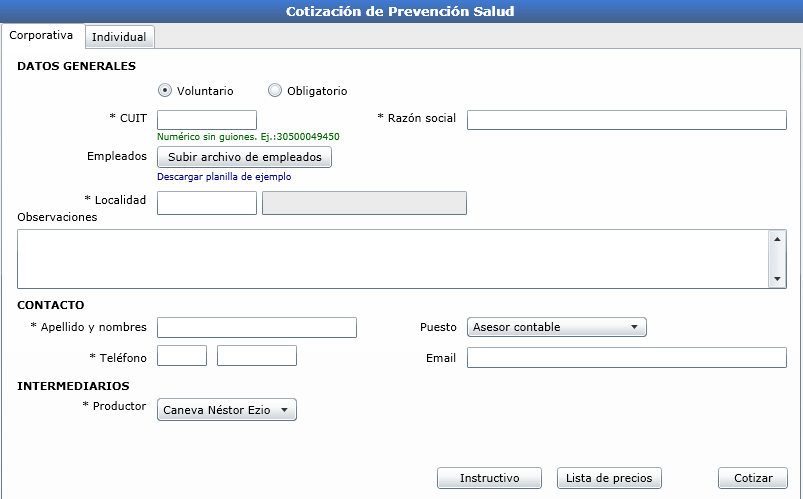 Cotización de Prevención Salud
Corporativa Individual
DATOS GENERALES
Voluntario Obligatorio
* CUIT * Razón social
Numérico sin guiones. Ej.:30500049450
Empleados Subir archivo de empleados
Descargar planilla de ejemplo
* Localidad
Observaciones
CONTACTO
* Apellido y nombres Puesto Asesor contable
* Teléfono Email
INTERMEDIARIOS
* Productor Caneva Néstor Ezio
Instructivo Lista de precios Cotizar